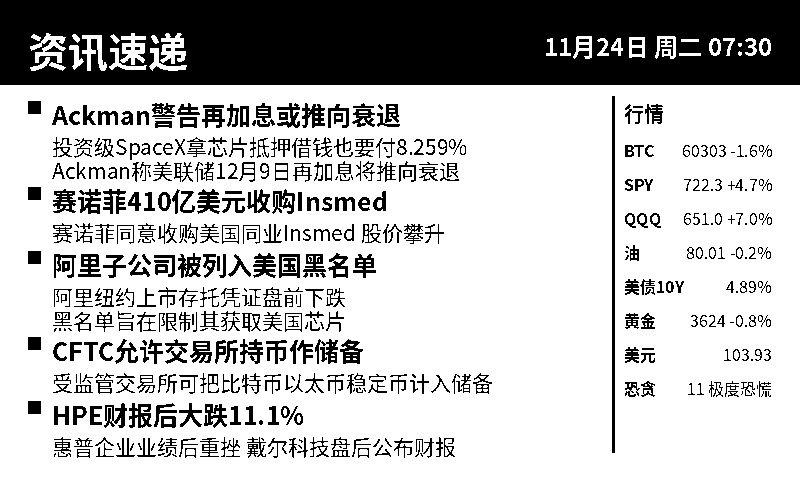 资讯速递
11月24日 周二 07:30
Ackman警告再加息或推向衰退
投资级SpaceX拿芯片抵押借钱也要付8.259%
Ackman称美联储12月9日再加息将推向衰退
赛诺菲410亿美元收购Insmed
赛诺菲同意收购美国同业Insmed 股价攀升
阿里子公司被列入美国黑名单
阿里纽约上市存托凭证盘前下跌
黑名单旨在限制其获取美国芯片
CFTC允许交易所持币作储备
受监管交易所可把比特币以太币稳定币计入储备
HPE财报后大跌11.1%
惠普企业业绩后重挫 戴尔科技盘后公布财报
行情
BTC 60303 -1.6%
SPY 722.3 +4.7%
QQQ 651.0 +7.0%
油 80.01 -0.2%
美债10Y 4.89%
黄金 3624 -0.8%
美元 103.93
恐贪 11 极度恐慌